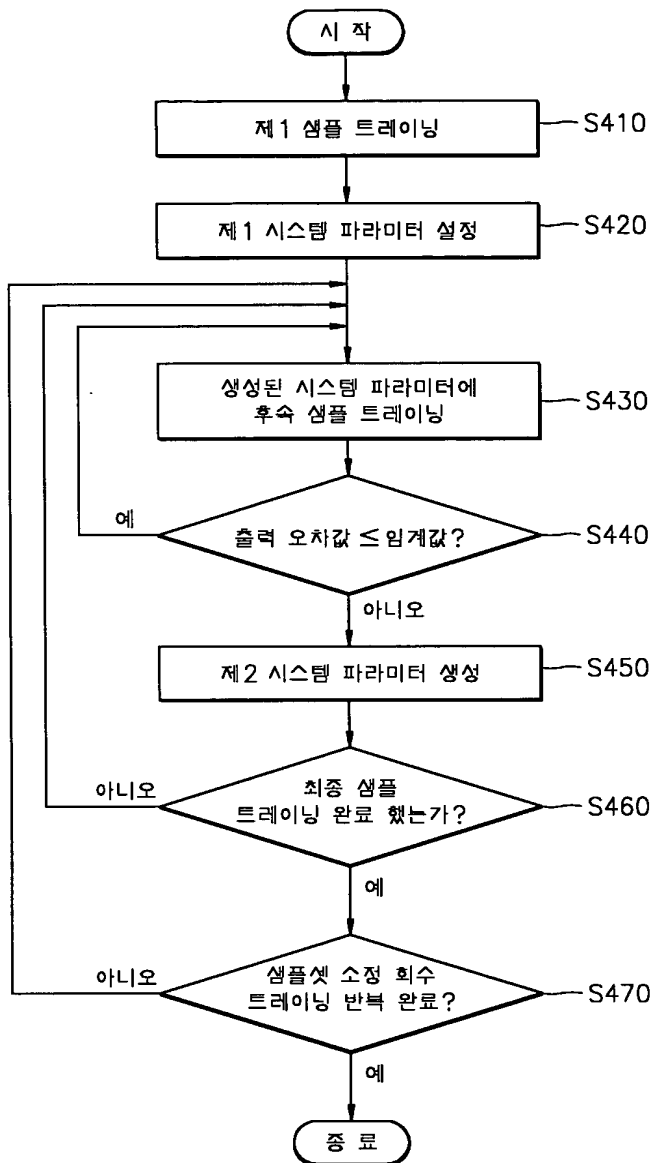 시 작
제1 샘플 트레이닝
S410
제1 시스템 파라미터 설정
S420
생성된 시스템 파라미터에
후속 샘플 트레이닝
S430
예
출력 오차값 ≤임계값?
S440
아니오
제2 시스템 파라미터 생성
S450
아니오
최종 샘플
트레이닝 완료 했는가?
S460
예
아니오
샘플셋 소정 회수
트레이닝 반복 완료?
S470
예
종 료